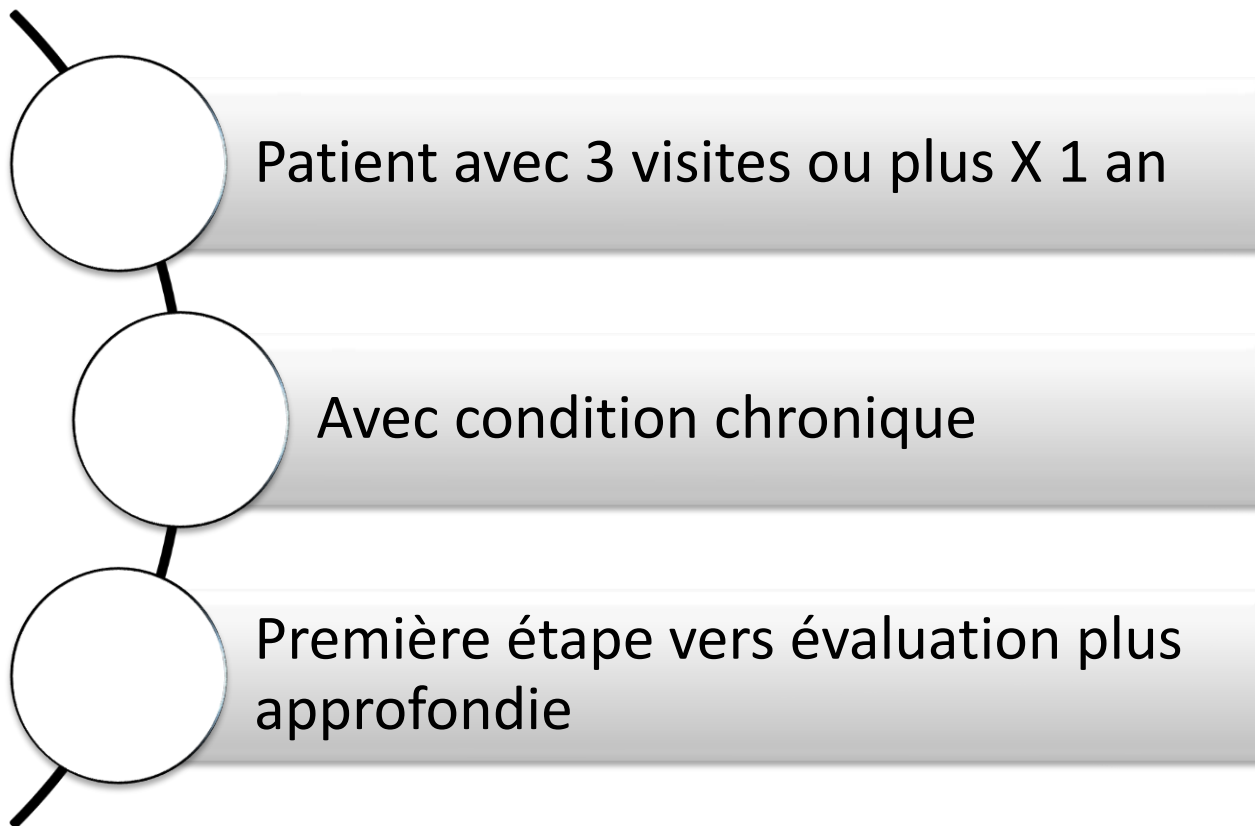 Patient avec 3 visites ou plus X 1 an
Avec condition chronique
Première étape vers évaluation plus
approfondie